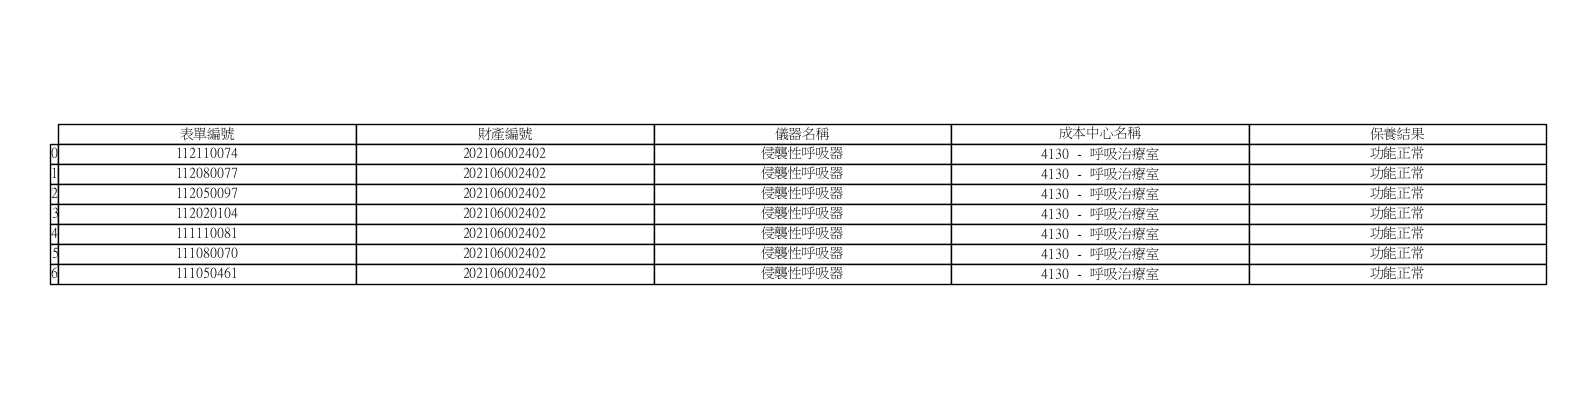 表單編號 財產編號 儀器名稱 成本中心名稱 保養結果
0 112110074 202106002402 侵襲性呼吸器 4130 - 呼吸治療室 功能正常
1 112080077 202106002402 侵襲性呼吸器 4130 - 呼吸治療室 功能正常
2 112050097 202106002402 侵襲性呼吸器 4130 - 呼吸治療室 功能正常
3 112020104 202106002402 侵襲性呼吸器 4130 - 呼吸治療室 功能正常
4 111110081 202106002402 侵襲性呼吸器 4130 - 呼吸治療室 功能正常
5 111080070 202106002402 侵襲性呼吸器 4130 - 呼吸治療室 功能正常
6 111050461 202106002402 侵襲性呼吸器 4130 - 呼吸治療室 功能正常